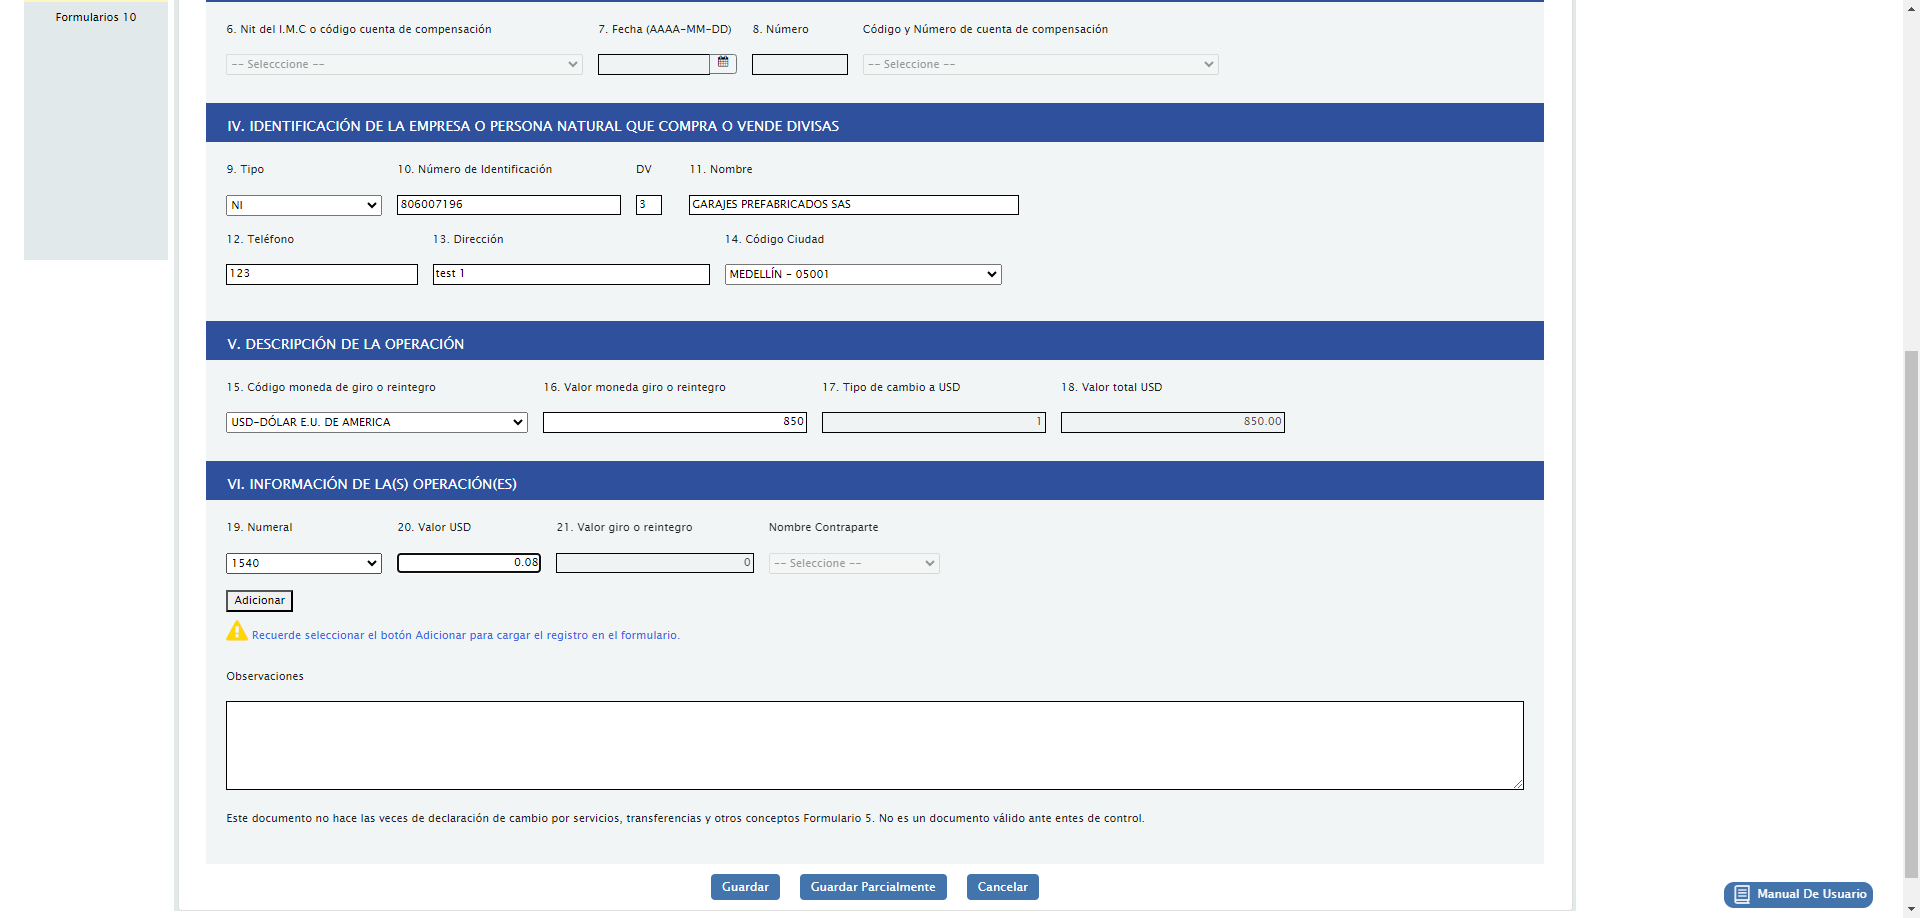 Formularios 10
6. Nit del I.M.C o código cuenta de compensación
7. Fecha (AAAA-MM-DD)
8. Número
Código y Número de cuenta de compensación
-- Selecccione --
-- Seleccione --
IV. IDENTIFICACIÓN DE LA EMPRESA O PERSONA NATURAL QUE COMPRA O VENDE DIVISAS
9. Tipo
10. Número de Identificación
DV
11. Nombre
NI
806007196
3
GARAJES PREFABRICADOS SAS
12. Teléfono
13. Dirección
14. Código Ciudad
123
test 1
MEDELLÍN - 05001
V. DESCRIPCIÓN DE LA OPERACIÓN
15. Código moneda de giro o reintegro
16. Valor moneda giro o reintegro
17. Tipo de cambio a USD
18. Valor total USD
USD-DÓLAR E.U. DE AMERICA
850
1
850.00
VI. INFORMACIÓN DE LA(S) OPERACIÓN(ES)
19. Numeral
20. Valor USD
21. Valor giro o reintegro
Nombre Contraparte
1540
0.08
0
-- Seleccione --
Adicionar
Recuerde seleccionar el botón Adicionar para cargar el registro en el formulario.
Observaciones
Este documento no hace las veces de declaración de cambio por servicios, transferencias y otros conceptos Formulario 5. No es un documento válido ante entes de control.
Guardar
Guardar Parcialmente
Cancelar
Manual De Usuario